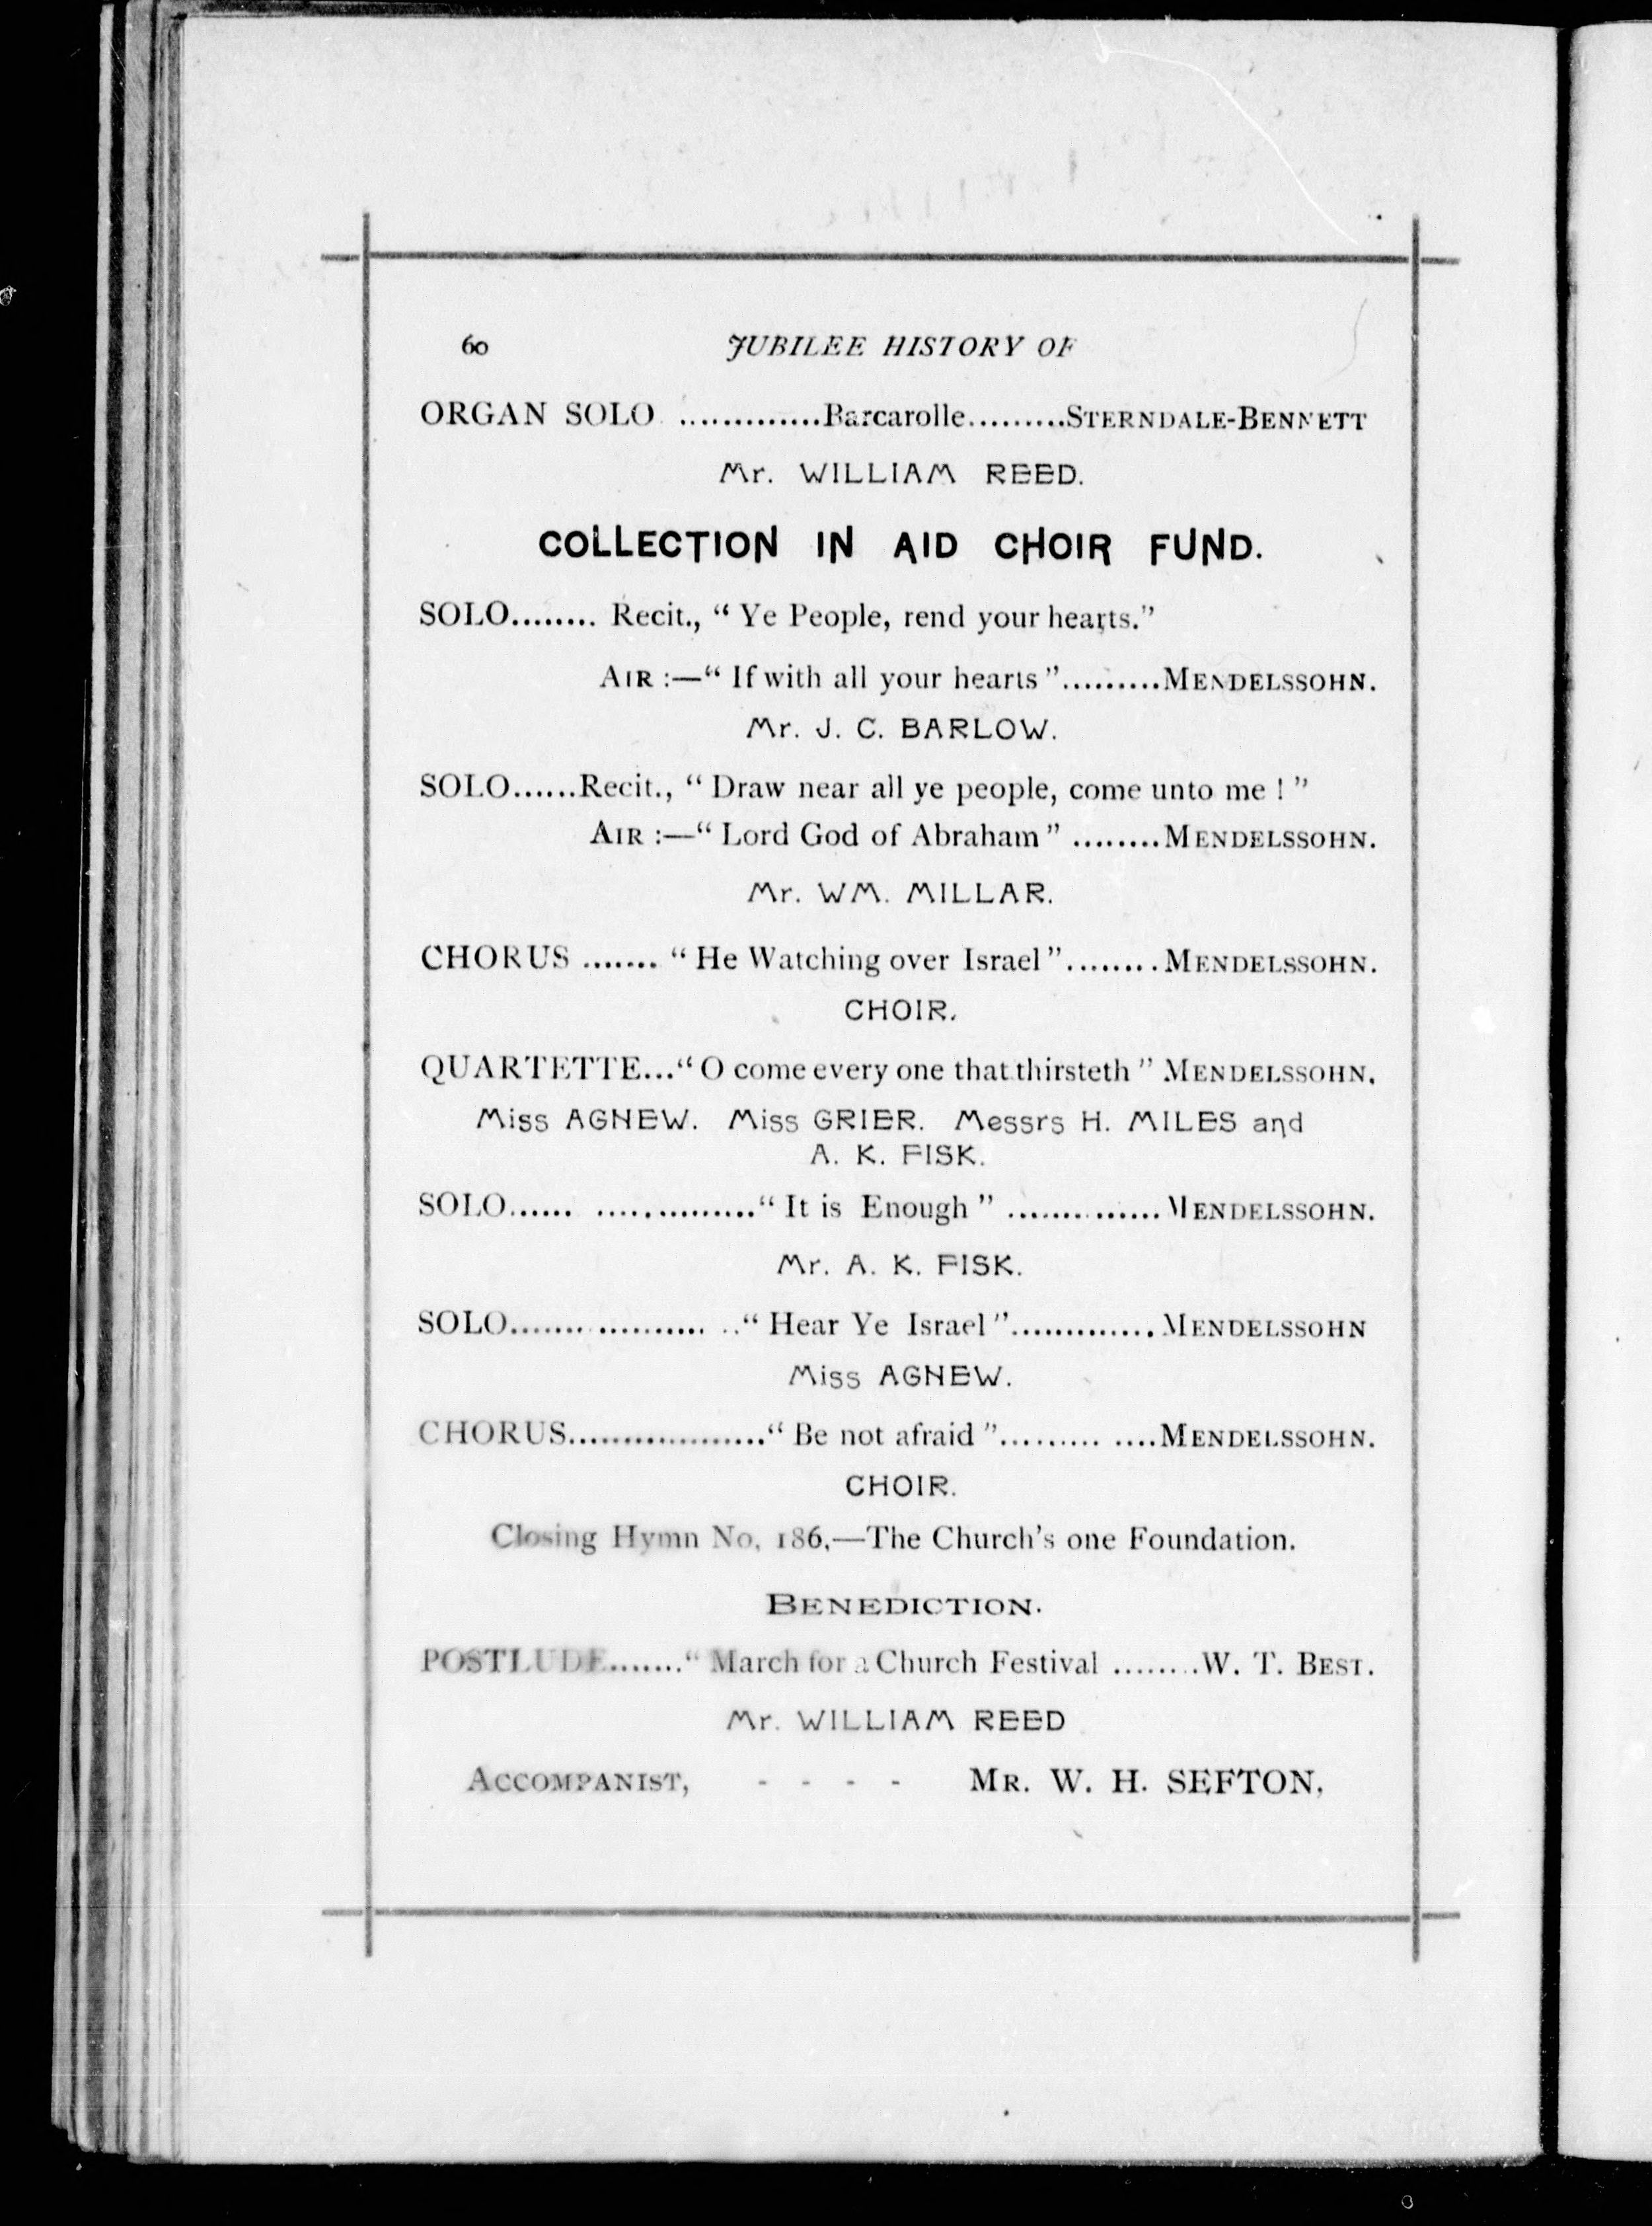 60 JUBILEE HISTORY OF
ORGAN SOLO .............Barcarolle.........STERNDALE-BENNETT
Mr. WILLIAM REED.
COLLECTION IN AID CHOIR FUND.
SOLO........ Recit., “ Ye People, rend your hearts.”
AIR :—“ If with all your hearts ”.........MENDELSSOHN.
Mr. J. C. BARLOW.
SOLO......Recit., “ Draw near all ye people, come unto me ! ”
AIR :—“ Lord God of Abraham ” ........MENDELSSOHN.
Mr. WM. MILLAR.
CHORUS ....... “ He Watching over Israel ”........MENDELSSOHN.
CHOIR.
QUARTETTE...“ O come every one that thirsteth ” MENDELSSOHN.
Miss AGNEW. Miss GRIER. Messrs H. MILES and
A. K. FISK.
SOLO...... ..............“ It is Enough ” ..............MENDELSSOHN.
Mr. A. K. FISK.
SOLO....... .......... ..“ Hear Ye Israel ”.............MENDELSSOHN
Miss AGNEW.
CHORUS..................“ Be not afraid ”......... ....MENDELSSOHN.
CHOIR.
Closing Hymn No. 186.—The Church’s one Foundation.
BENEDICTION.
POSTLUDE.......“ March for a Church Festival ........W. T. BEST.
Mr. WILLIAM REED
ACCOMPANIST, - - - - MR. W. H. SEFTON.